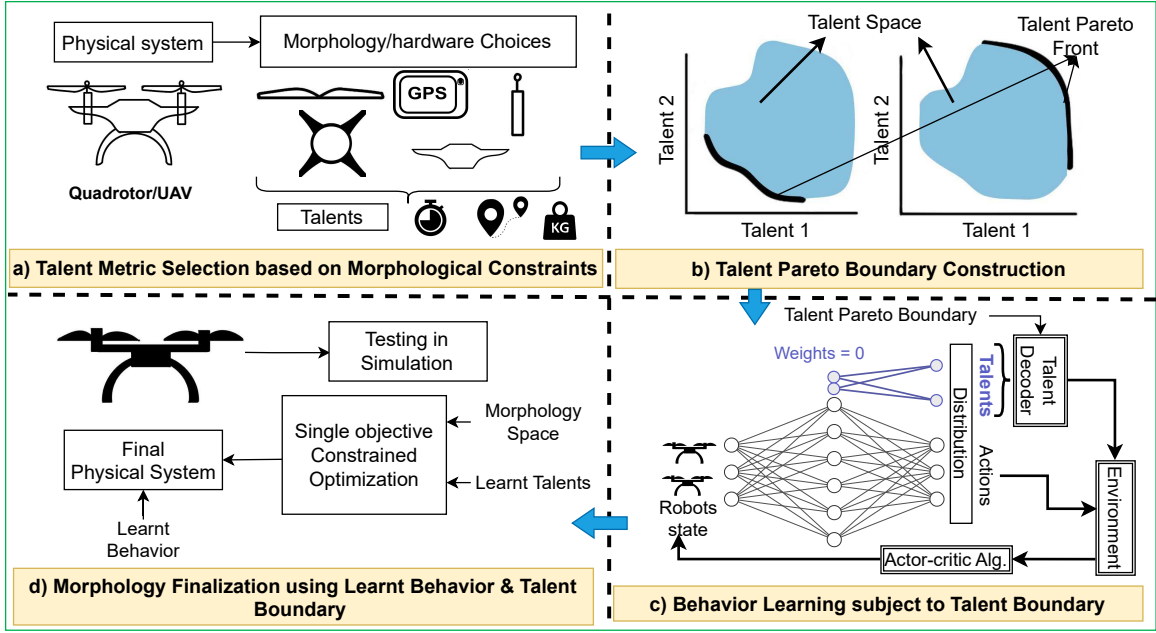 Physical system
Morphology/hardware Choices
GPS
Quadrotor/UAV
Talents
KG
a) Talent Metric Selection based on Morphological Constraints
Talent Space
Talent Pareto
Front
Talent 2
Talent 1
Talent 2
Talent 1
b) Talent Pareto Boundary Construction
Talent Pareto Boundary
Weights = 0
Talents
Talent
Decoder
Distribution
Actions
Environment
Robots
state
Actor-critic Alg.
c) Behavior Learning subject to Talent Boundary
Testing in
Simulation
Single objective
Constrained
Optimization
Morphology
Space
Learnt Talents
Final
Physical System
Learnt
Behavior
d) Morphology Finalization using Learnt Behavior & Talent
Boundary